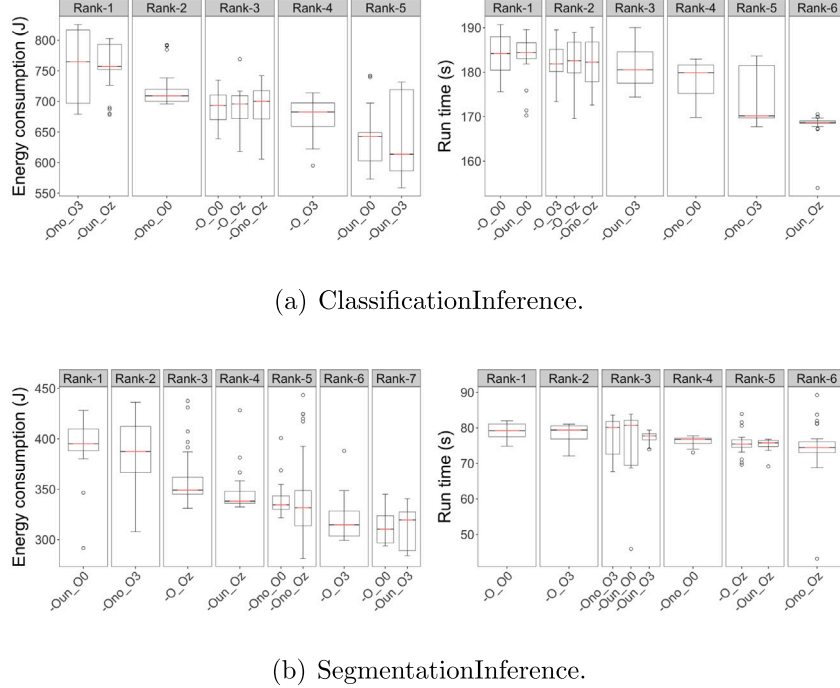 Rank-1 Rank-2 Rank-3 Rank-4 Rank-5
Energy consumption (J)
800
750
700
650
600
550
-Ono_O3 -Oun_Oz -Ono_O0 -O_O0 -O_Oz -Ono_Oz -O_O3 -Oun_O0 -Oun_O3
Rank-1 Rank-2 Rank-3 Rank-4 Rank-5 Rank-6
Run time (s)
190
180
170
160
-O_O0 -Oun_O0 -O_O3 -O_Oz -Ono_Oz -Oun_O3 -Ono_O0 -Ono_O3 -Oun_Oz
(a) ClassificationInference.
Rank-1 Rank-2 Rank-3 Rank-4 Rank-5 Rank-6 Rank-7
Energy consumption (J)
450
400
350
300
-Oun_O0 -Ono_O3 -O_Oz -Oun_Oz -Ono_O0 -Ono_Oz -O_O3 -O_O0 -Oun_O3
Rank-1 Rank-2 Rank-3 Rank-4 Rank-5 Rank-6
Run time (s)
90
80
70
60
50
-O_O0 -O_O3 -Ono_O3 -Oun_O0 -Oun_O3 -Ono_O0 -O_Oz -Oun_Oz -Ono_Oz
(b) SegmentationInference.